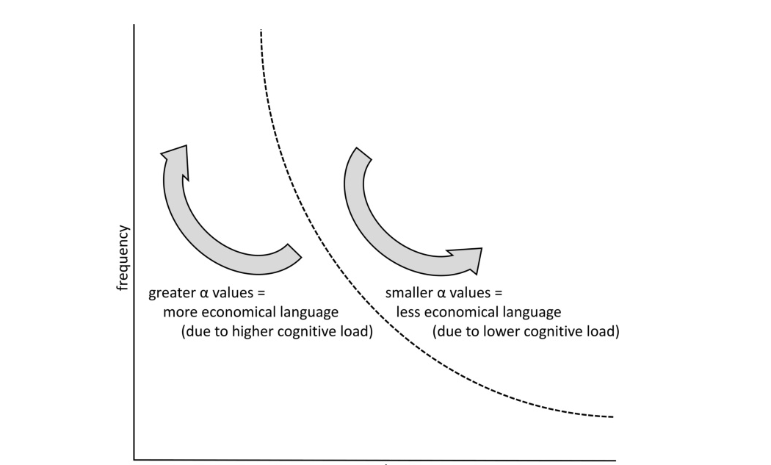 frequency
greater α values =
more economical language
(due to higher cognitive load)
smaller α values =
less economical language
(due to lower cognitive load)